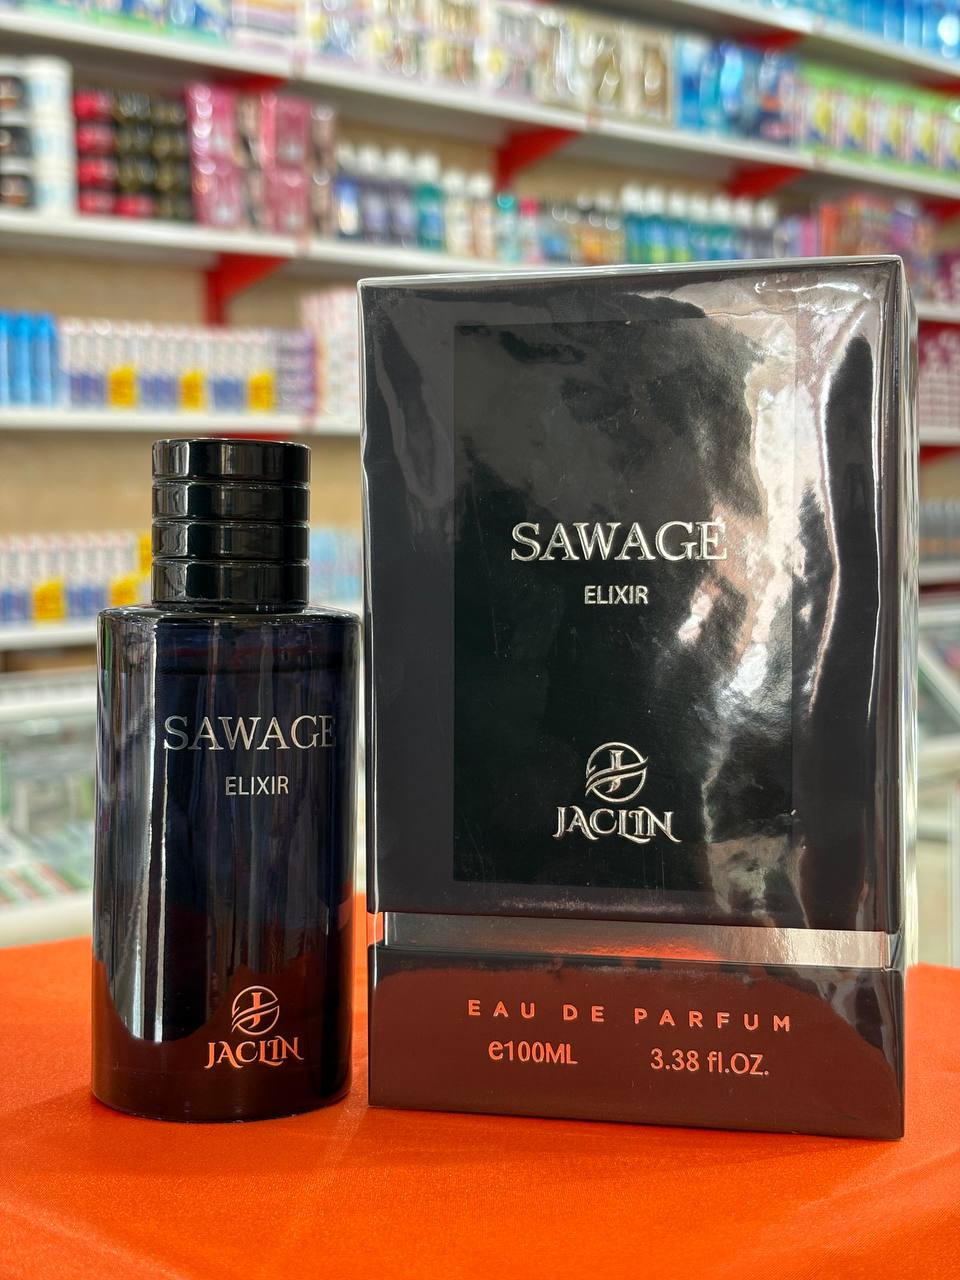 SAWAGE
ELIXIR
JACLIN
SAWAGE
ELIXIR
JACLIN
EAU DE PARFUM
e100ML 3.38 fl.OZ.